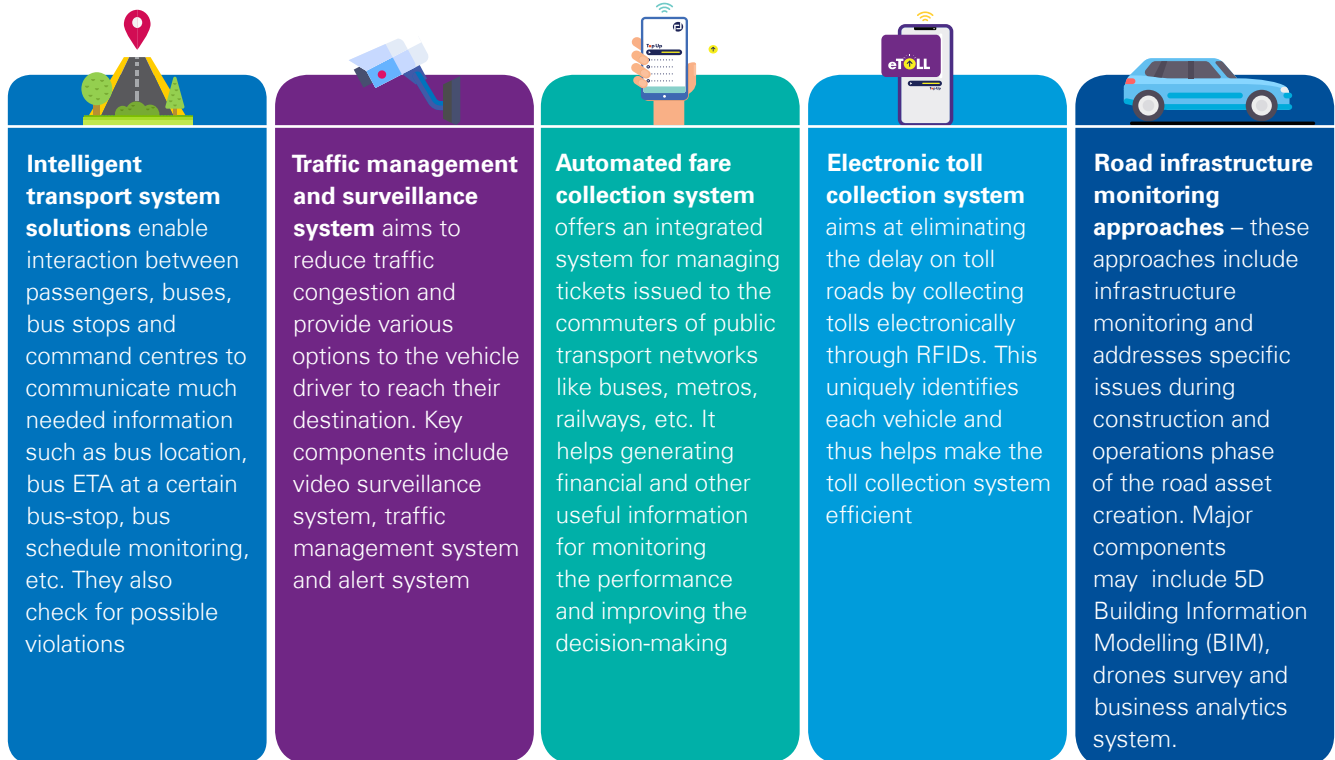 Top Up
eTOLL
Top Up
Intelligent
transport system
solutions enable
interaction between
passengers, buses,
bus stops and
command centres to
communicate much
needed information
such as bus location,
bus ETA at a certain
bus-stop, bus
schedule monitoring,
etc. They also
check for possible
violations
Traffic management
and surveillance
system aims to
reduce traffic
congestion and
provide various
options to the vehicle
driver to reach their
destination. Key
components include
video surveillance
system, traffic
management system
and alert system
Automated fare
collection system
offers an integrated
system for managing
tickets issued to the
commuters of public
transport networks
like buses, metros,
railways, etc. It
helps generating
financial and other
useful information
for monitoring
the performance
and improving the
decision-making
Electronic toll
collection system
aims at eliminating
the delay on toll
roads by collecting
tolls electronically
through RFIDs. This
uniquely identifies
each vehicle and
thus helps make the
toll collection system
efficient
Road infrastructure
monitoring
approaches – these
approaches include
infrastructure
monitoring and
addresses specific
issues during
construction and
operations phase
of the road asset
creation. Major
components
may include 5D
Building Information
Modelling (BIM),
drones survey and
business analytics
system.